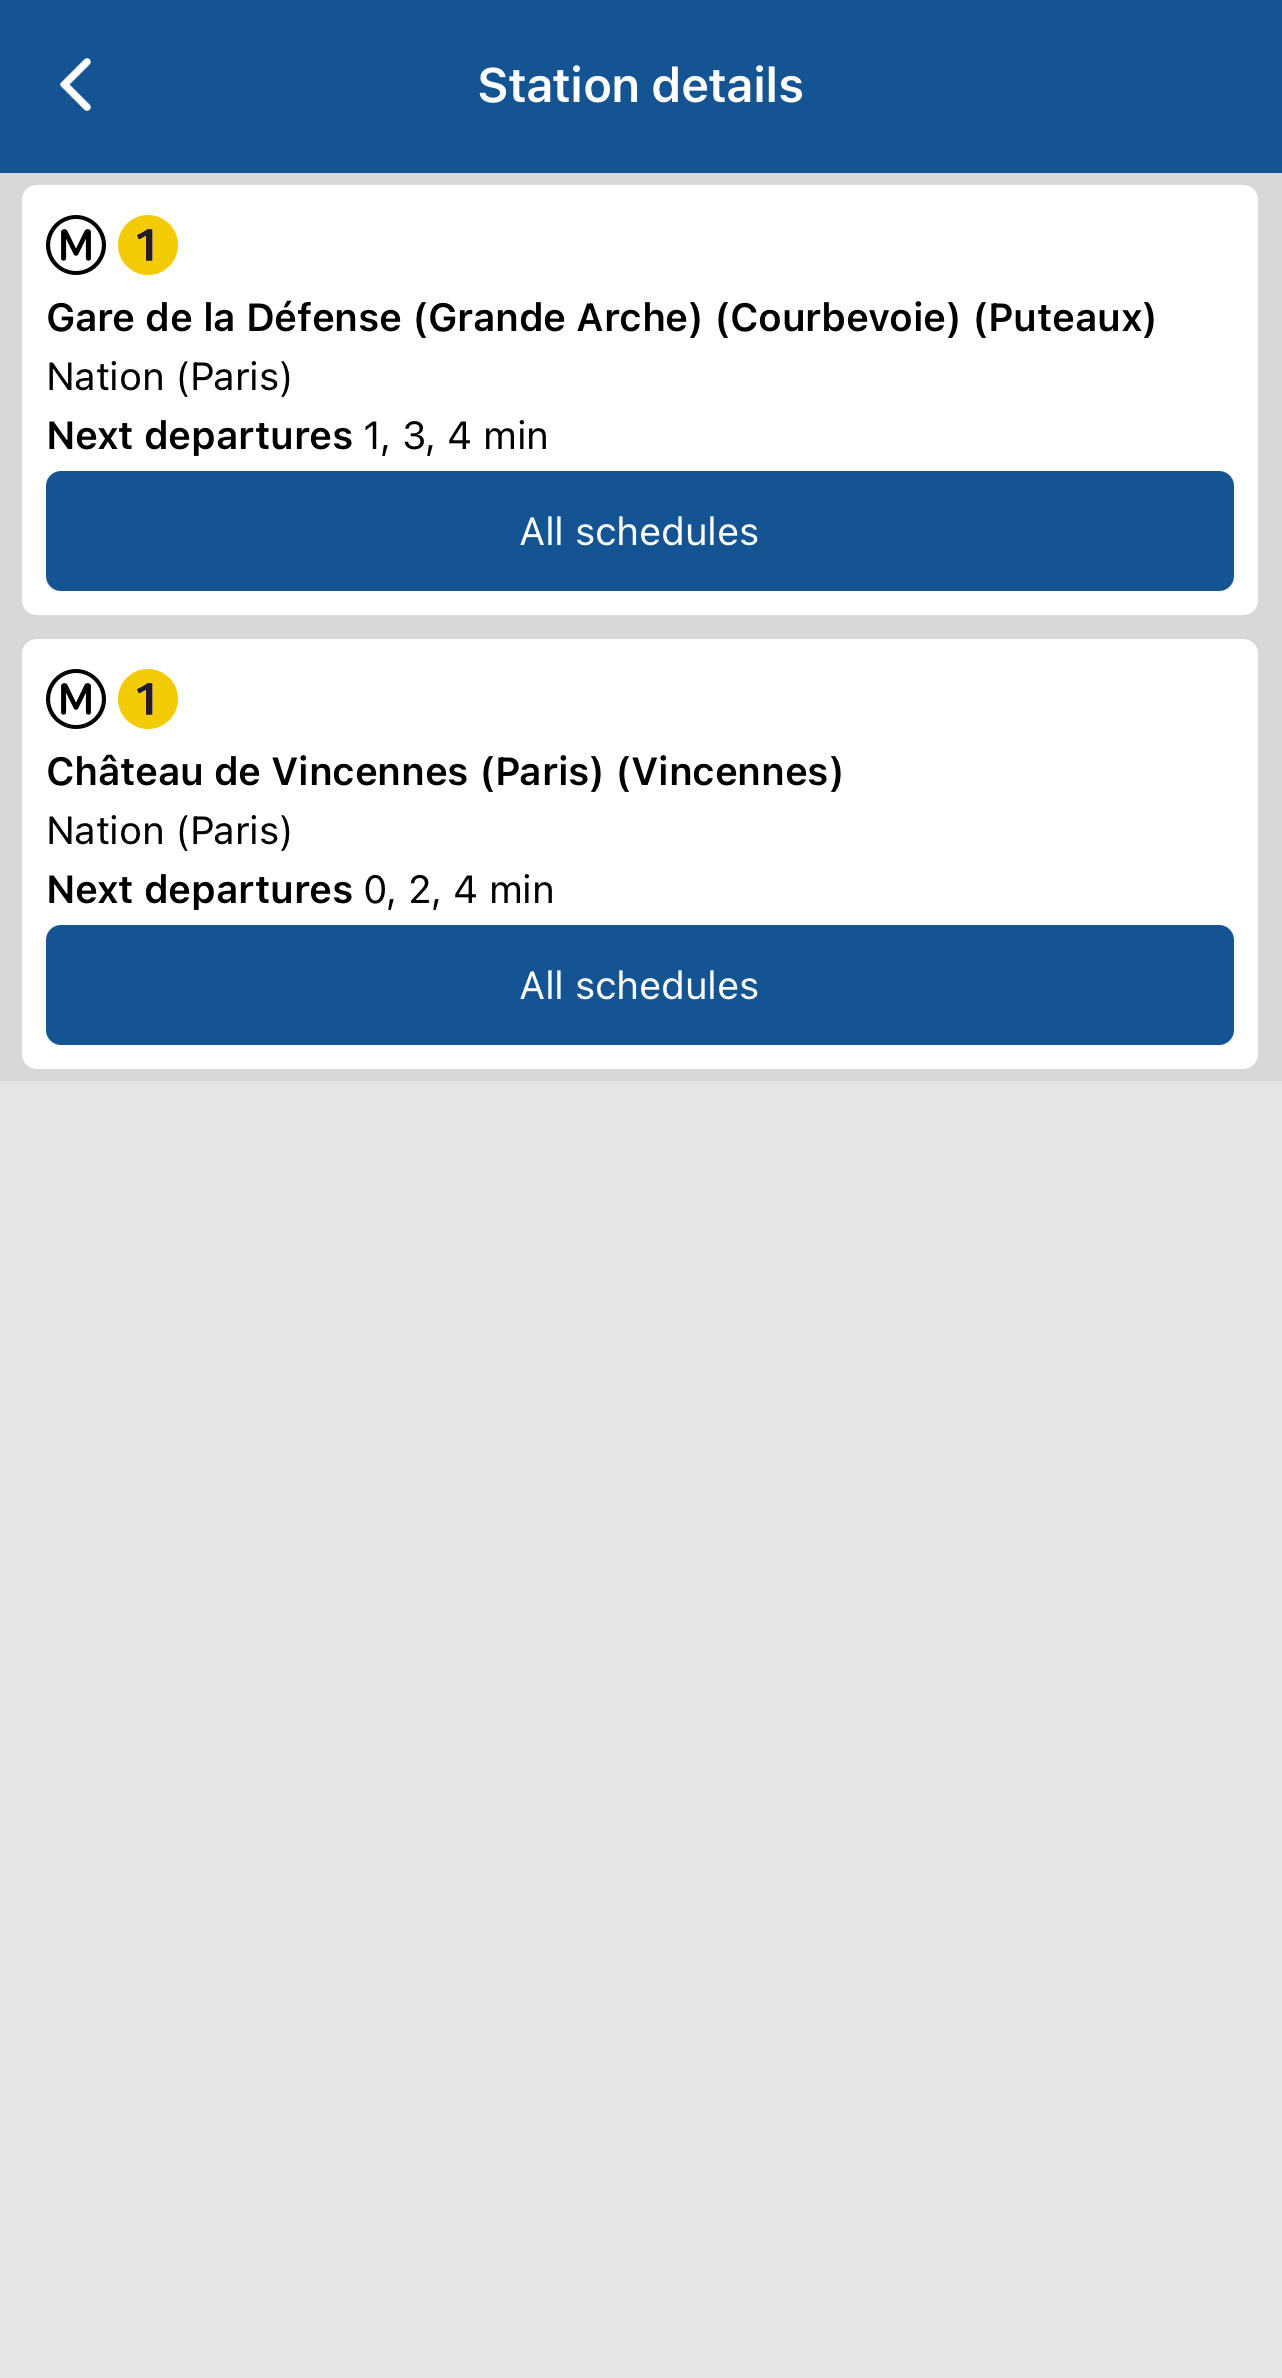 Station details
M 1
Gare de la Défense (Grande Arche) (Courbevoie) (Puteaux)
Nation (Paris)
Next departures 1, 3, 4 min
All schedules
M 1
Château de Vincennes (Paris) (Vincennes)
Nation (Paris)
Next departures 0, 2, 4 min
All schedules